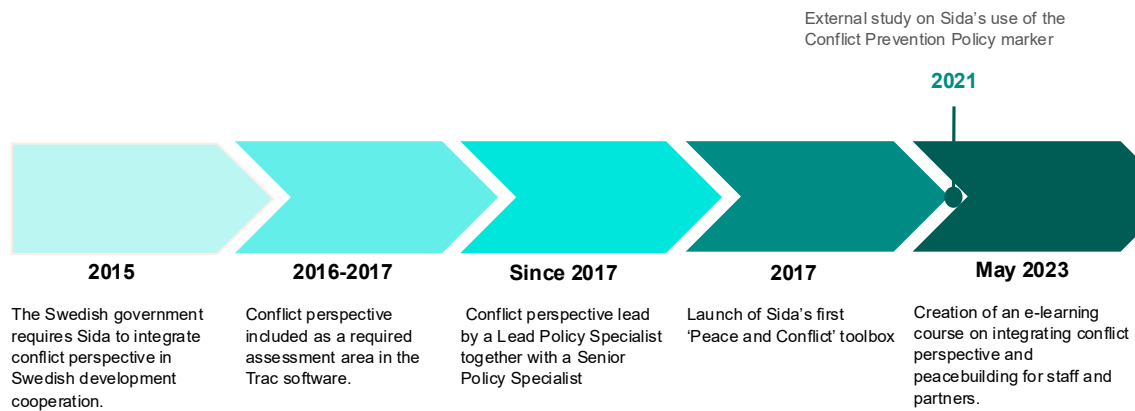 External study on Sida's use of the
Conflict Prevention Policy marker
2021
2015
The Swedish government
requires Sida to integrate
conflict perspective in
Swedish development
cooperation.
2016-2017
Conflict perspective
included as a required
assessment area in the
Trac software.
Since 2017
Conflict perspective lead
by a Lead Policy Specialist
together with a Senior
Policy Specialist
2017
Launch of Sida's first
'Peace and Conflict' toolbox
May 2023
Creation of an e-learning
course on integrating conflict
perspective and
peacebuilding for staff and
partners.